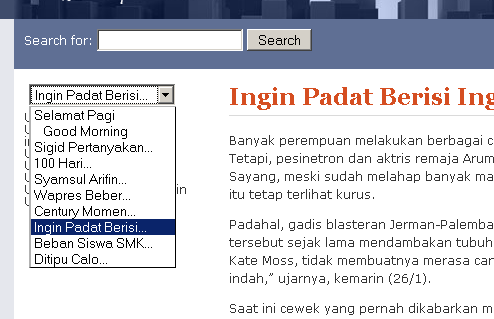 Search for:
Search
Ingin Padat Berisi...
Selamat Pagi
Good Morning
Sigid Pertanyakan...
100 Hari...
Syamsul Arifin...
Wapres Beber...
Century Momen...
Ingin Padat Berisi...
Beban Siswa SMK...
Ditipu Calo...
in
Ingin Padat Berisi Ing
Banyak perempuan melakukan berbagai c
Tetapi, pesinetron dan aktris remaja Arum
Sayang, meski sudah melahap banyak ma
itu tetap terlihat kurus.
Padahal, gadis blasteran Jerman-Palemba
tersebut sejak lama mendambakan tubuh
Kate Moss, tidak membuatnya merasa can
indah,” ujarnya, kemarin (26/1).
Saat ini cewek yang pernah dikabarkan m